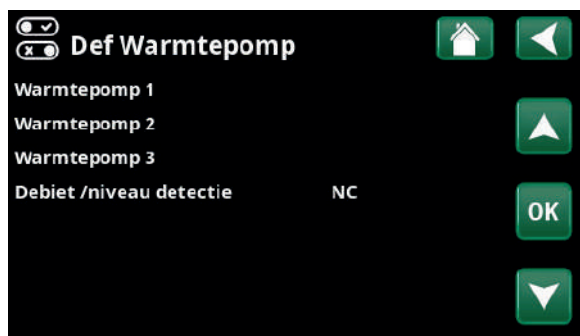 Def Warmtepomp
Warmtepomp 1
Warmtepomp 2
Warmtepomp 3
Debiet /niveau detectie NC
OK